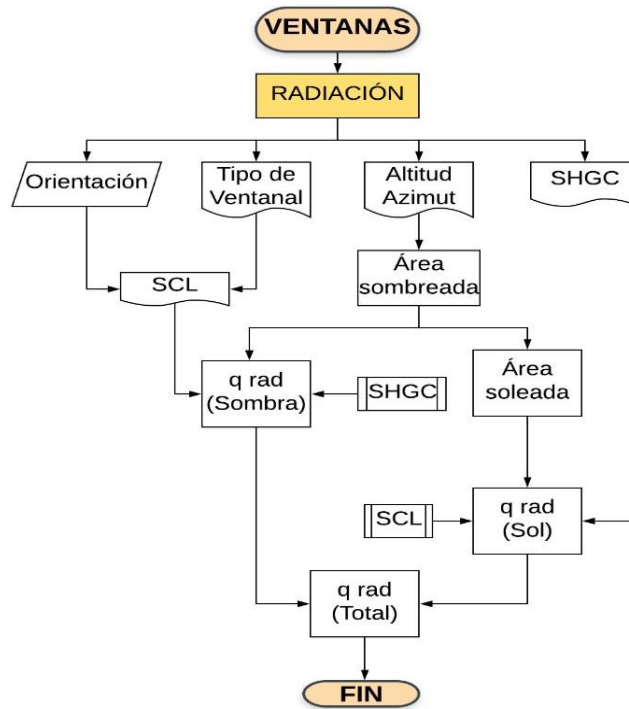 VENTANAS
RADIACIÓN
Orientación
Tipo de
Ventanal
Altitud
Azimut
SHGC
SCL
Área
sombreada
q rad
(Sombra)
SHGC
Área
soleada
SCL
q rad
(Sol)
q rad
(Total)
FIN